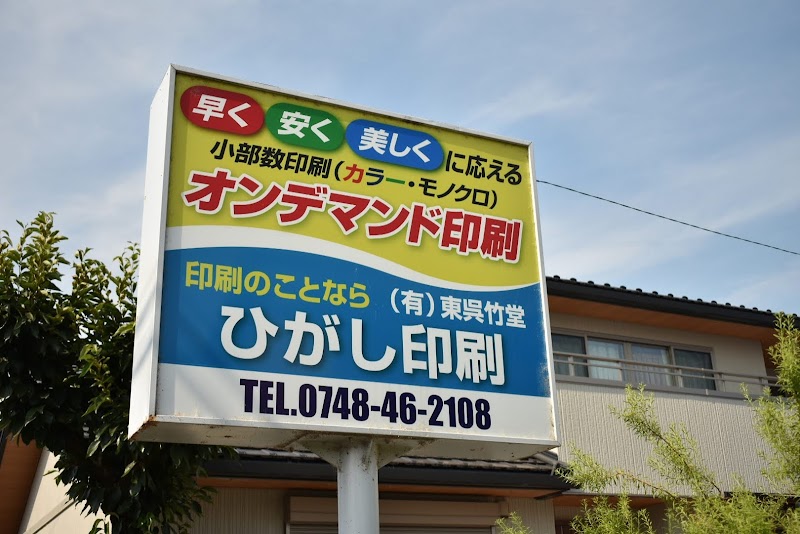 早く 安く 美しく に応える
小部数印刷(カラー・モノクロ)
オンデマンド印刷
印刷のことなら (有)東呉竹堂
ひがし印刷
TEL.0748-46-2108